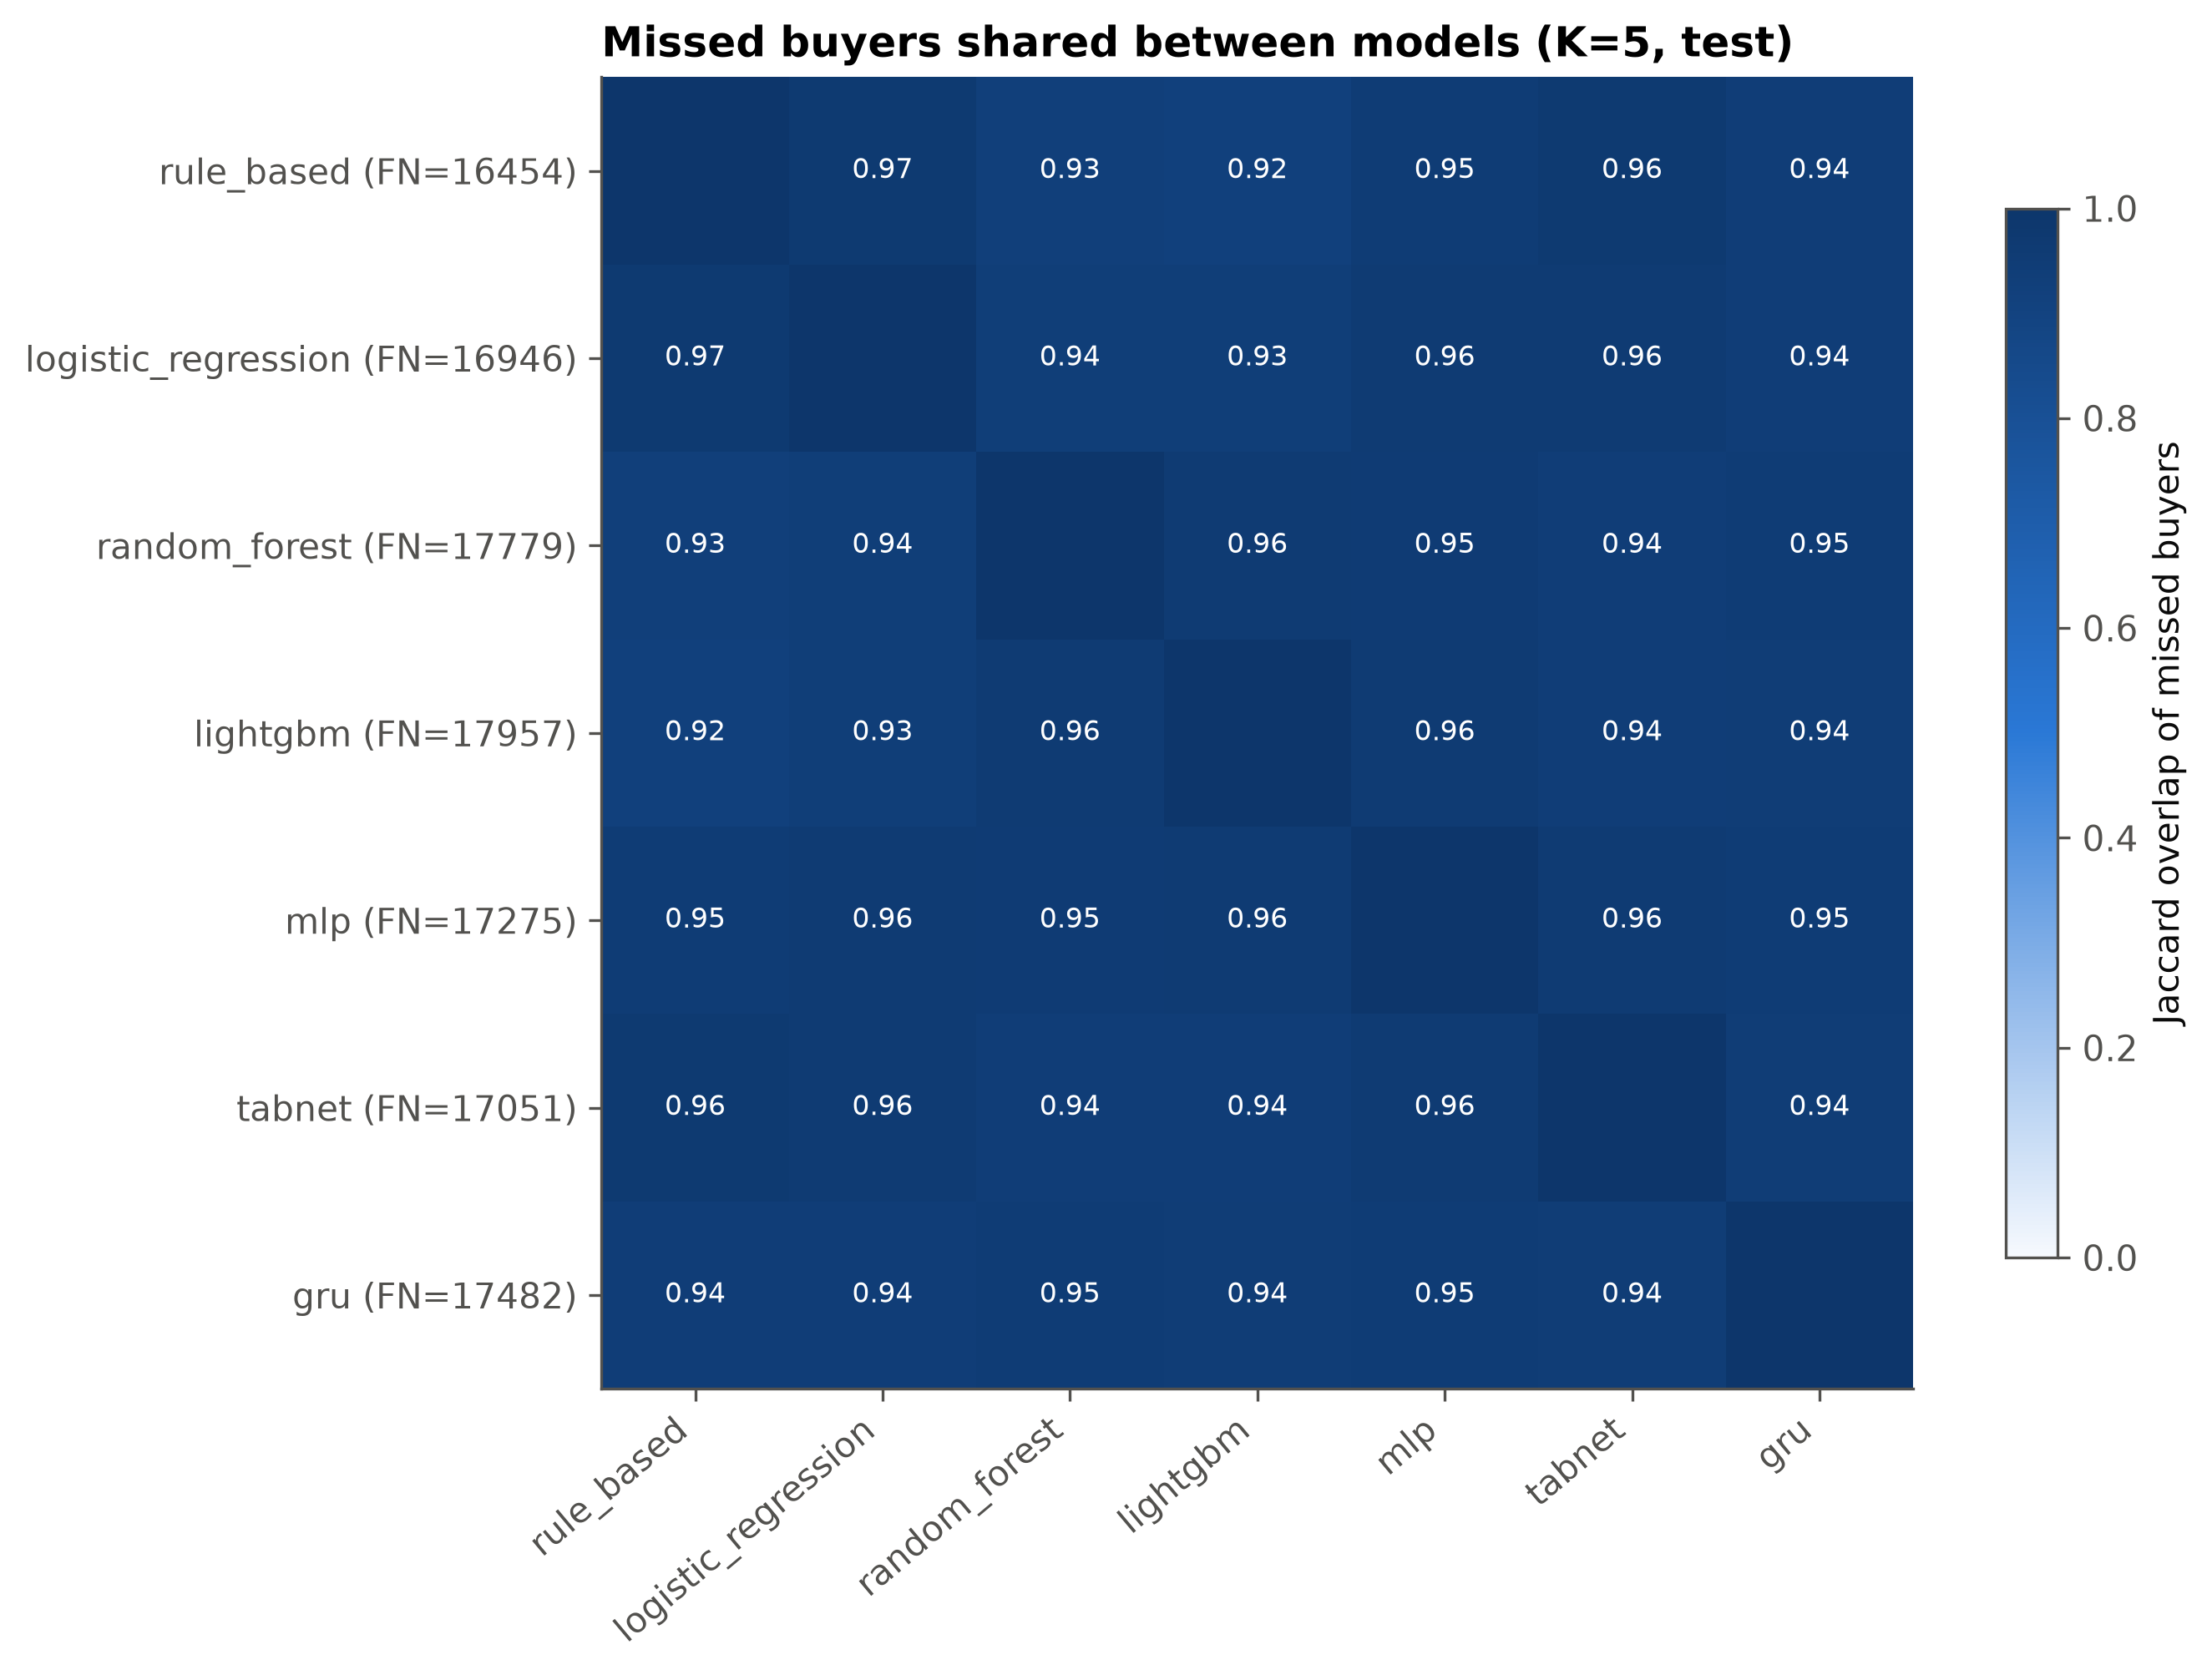 Missed buyers shared between models (K=5, test)
rule_based (FN=16454) 0.97 0.93 0.92 0.95 0.96 0.94
logistic_regression (FN=16946) 0.97 0.94 0.93 0.96 0.96 0.94
random_forest (FN=17779) 0.93 0.94 0.96 0.95 0.94 0.95
lightgbm (FN=17957) 0.92 0.93 0.96 0.96 0.94 0.94
mlp (FN=17275) 0.95 0.96 0.95 0.96 0.96 0.95
tabnet (FN=17051) 0.96 0.96 0.94 0.94 0.96 0.94
gru (FN=17482) 0.94 0.94 0.95 0.94 0.95 0.94
rule_based
logistic_regression
random_forest
lightgbm
mlp
tabnet
gru
1.0
0.8
0.6
0.4
0.2
0.0
Jaccard overlap of missed buyers